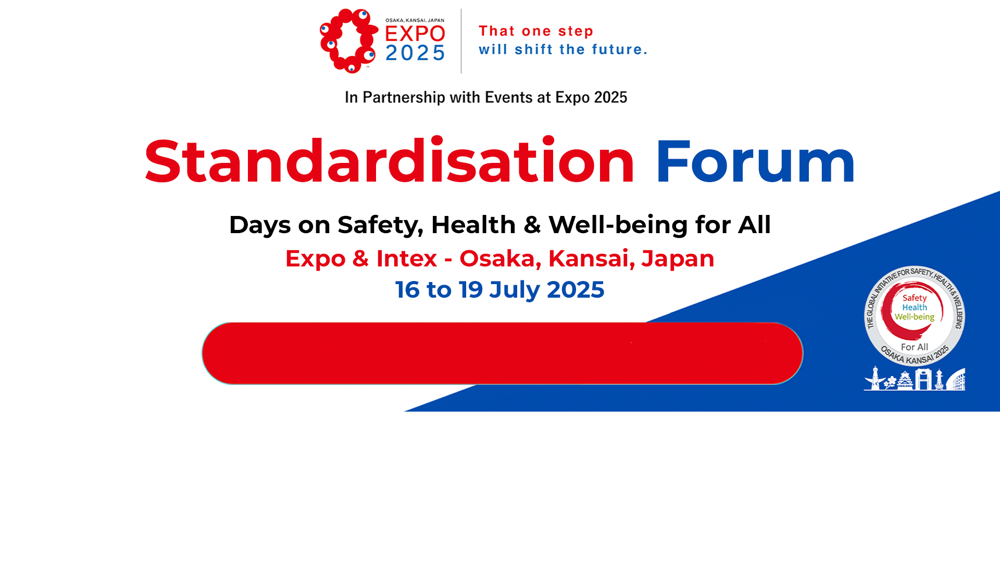 OSAKA, KANSAI, JAPAN
EXPO
2025
TM
That one step
will shift the future.
In Partnership with Events at Expo 2025
Standardisation Forum
Days on Safety, Health & Well-being for All
Expo & Intex - Osaka, Kansai, Japan
16 to 19 July 2025
THE GLOBAL INITIATIVE FOR SAFETY, HEALTH & WELLBEING
Safety
Health
Well-being
For All
OSAKA KANSAI 2025